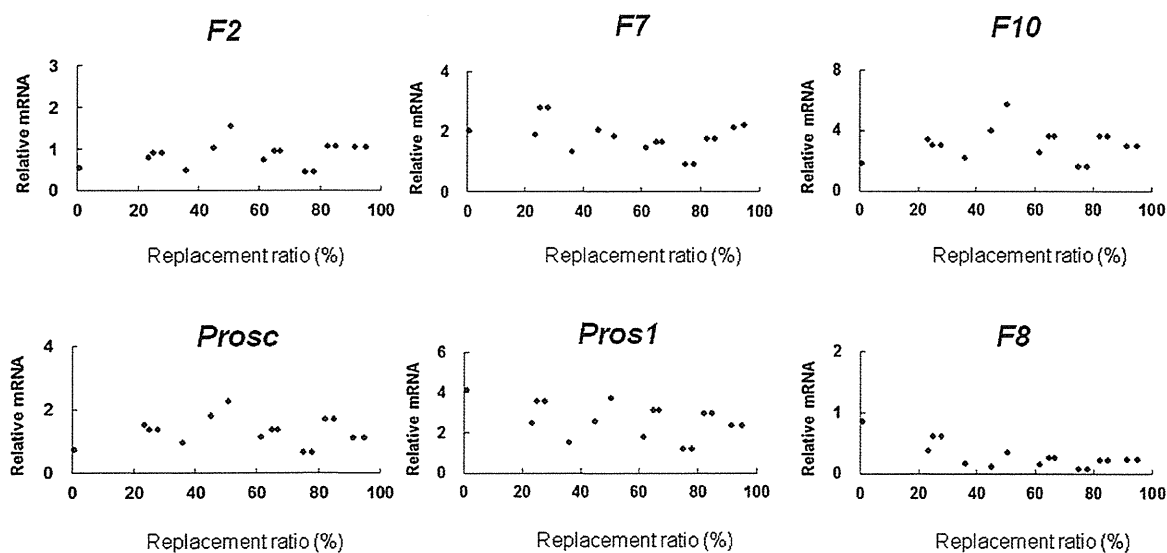 F2
F7
F10
Relative mRNA
3
2
1
0
0 20 40 60 80 100
Replacement ratio (%)
Relative mRNA
4
2
0
0 20 40 60 80 100
Replacement ratio (%)
Relative mRNA
8
4
0
0 20 40 60 80 100
Replacement ratio (%)
Prosc
Pros1
F8
Relative mRNA
4
2
0
0 20 40 60 80 100
Replacement ratio (%)
Relative mRNA
6
4
2
0
0 20 40 60 80 100
Replacement ratio (%)
Relative mRNA
2
1
0
0 20 40 60 80 100
Replacement ratio (%)